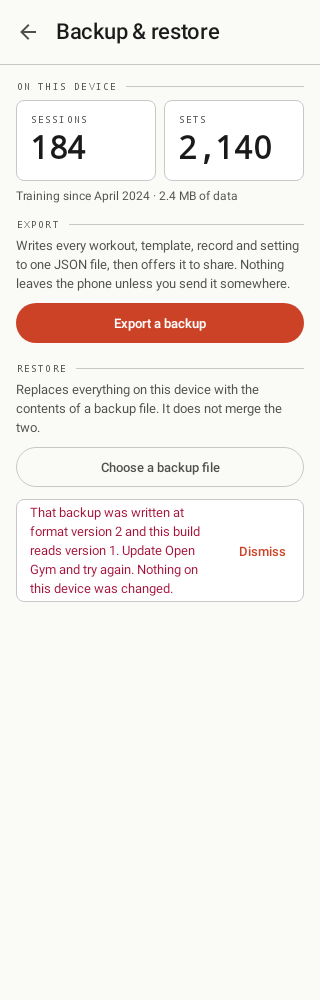 Backup & restore
ON THIS DEVICE
SESSIONS
184
SETS
2,140
Training since April 2024 · 2.4 MB of data
EXPORT
Writes every workout, template, record and setting
to one JSON file, then offers it to share. Nothing
leaves the phone unless you send it somewhere.
Export a backup
RESTORE
Replaces everything on this device with the
contents of a backup file. It does not merge the
two.
Choose a backup file
That backup was written at
format version 2 and this build
reads version 1. Update Open
Gym and try again. Nothing on
this device was changed.
Dismiss